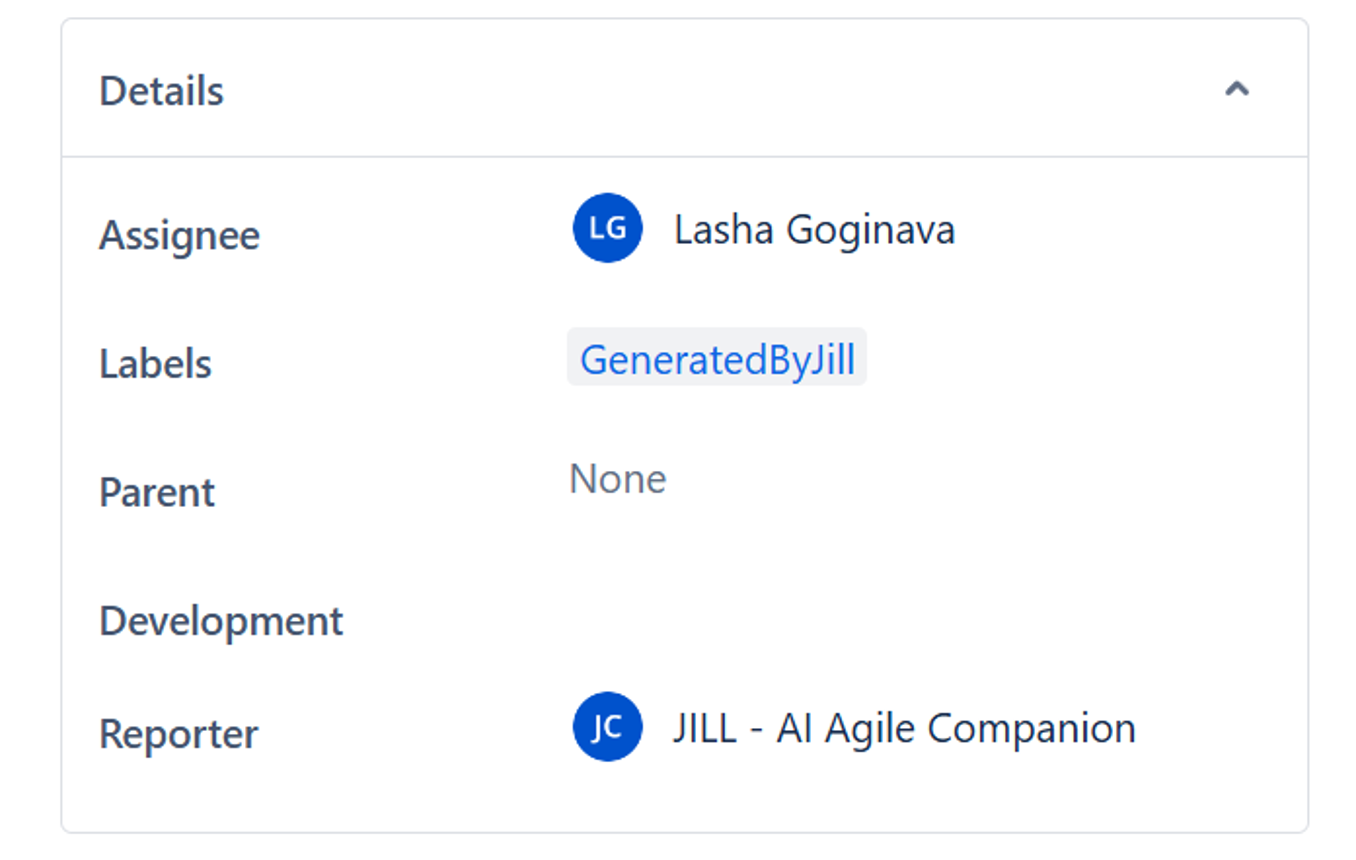 Details
Assignee LG Lasha Goginava
Labels GeneratedByJill
Parent None
Development
Reporter JC JILL - AI Agile Companion